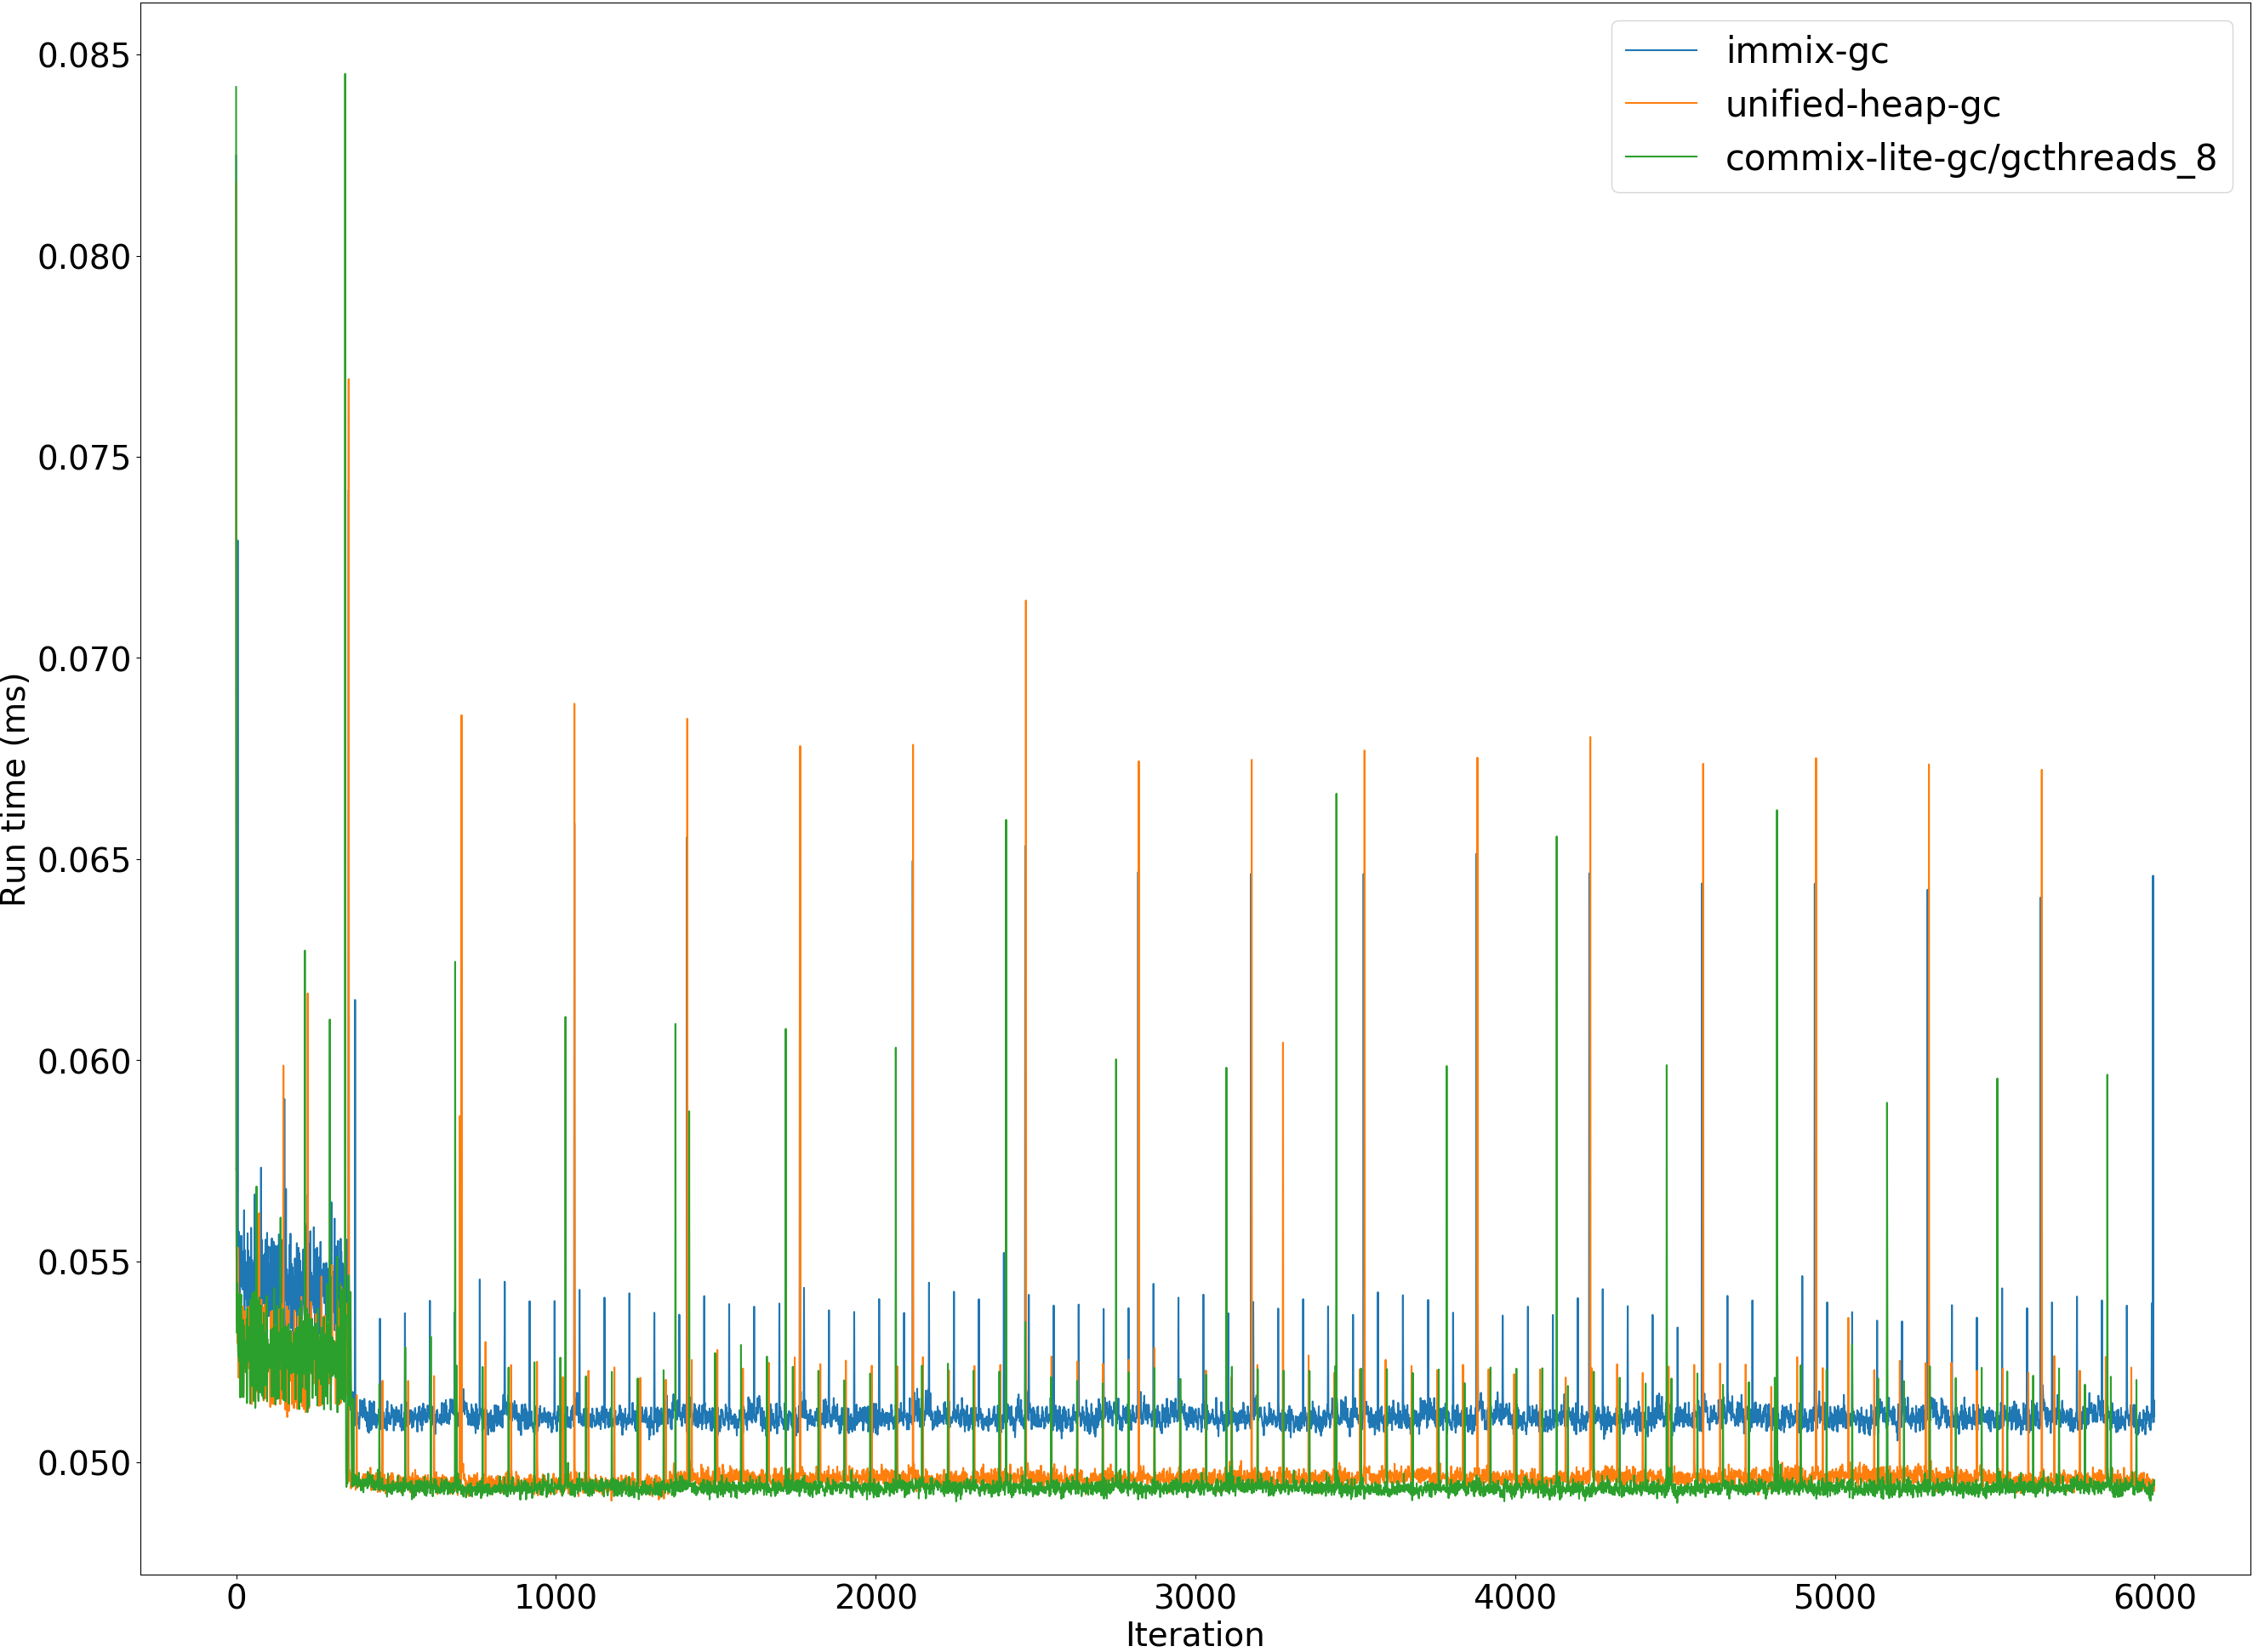 immix-gc
unified-heap-gc
commix-lite-gc/gcthreads_8
Run time (ms)
0.085
0.080
0.075
0.070
0.065
0.060
0.055
0.050
0 1000 2000 3000 4000 5000 6000
Iteration